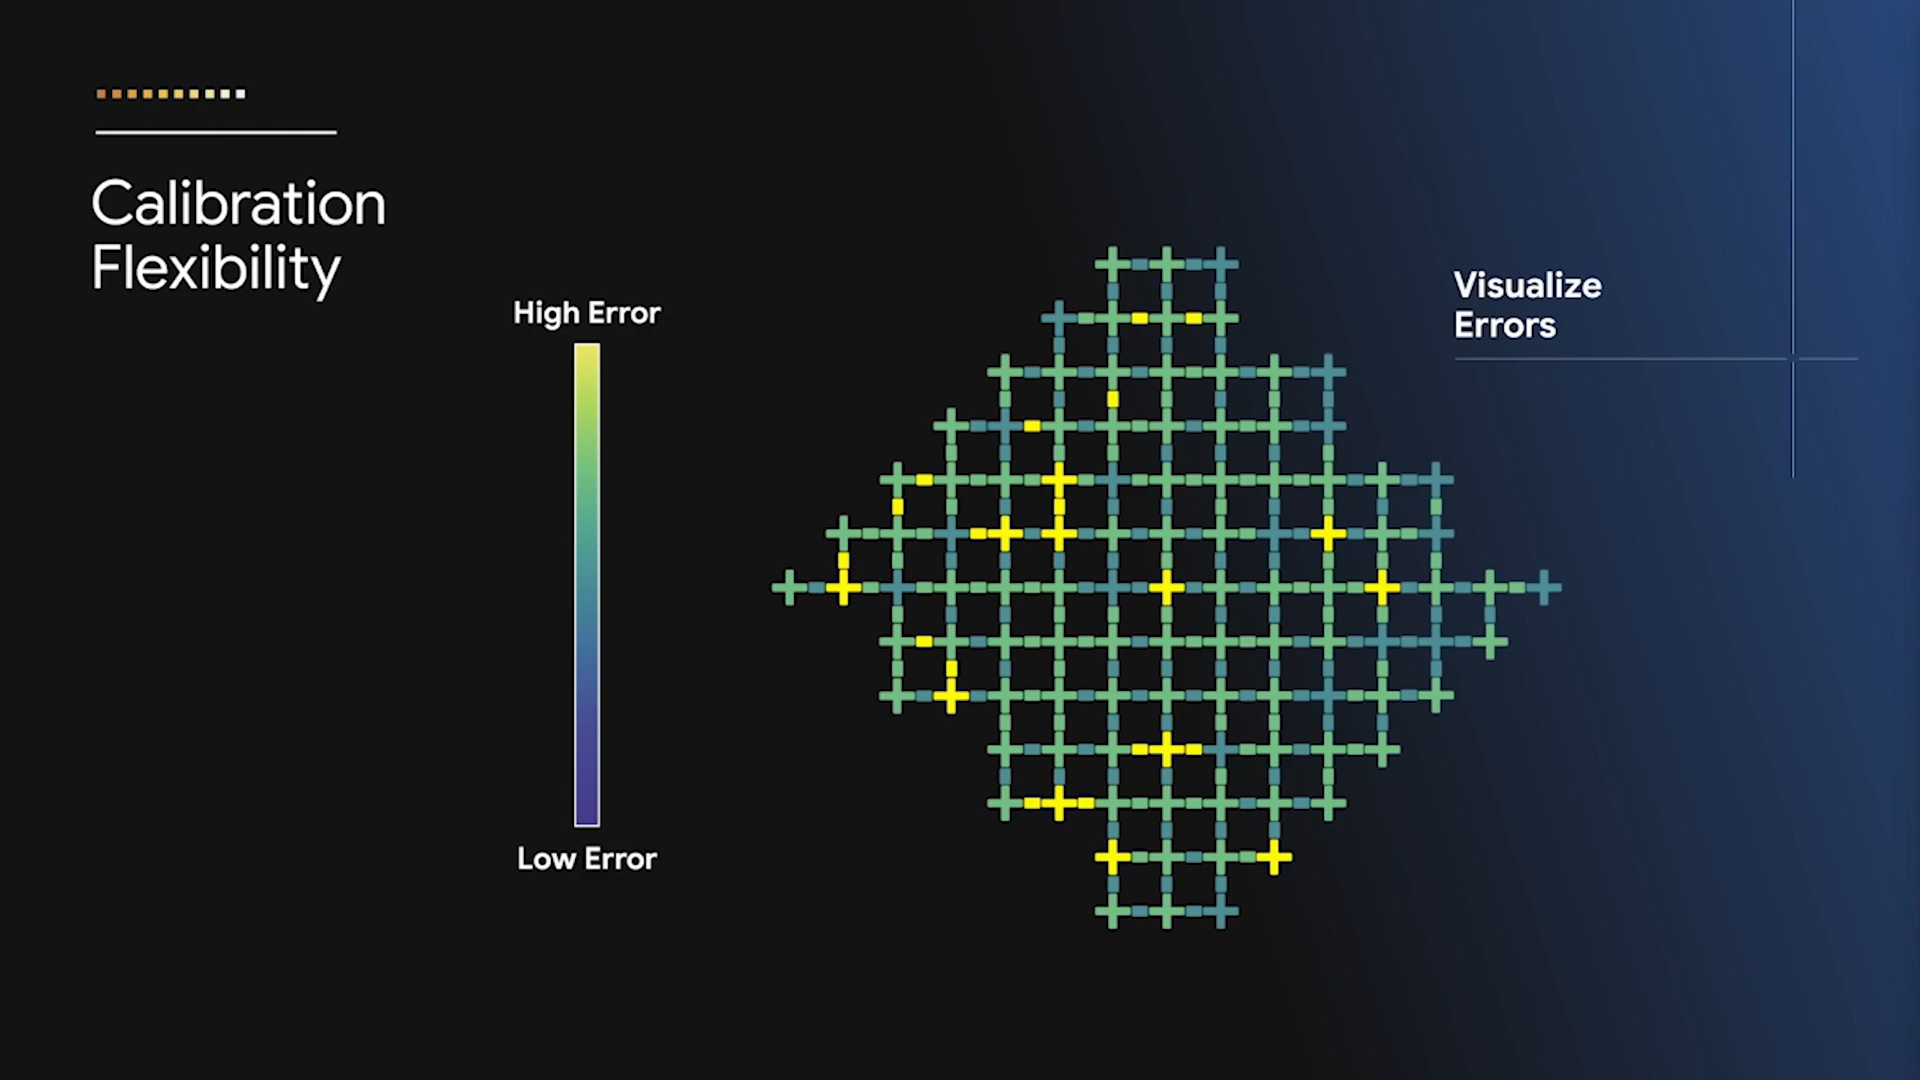 Calibration
Flexibility
High Error
Low Error
Visualize
Errors